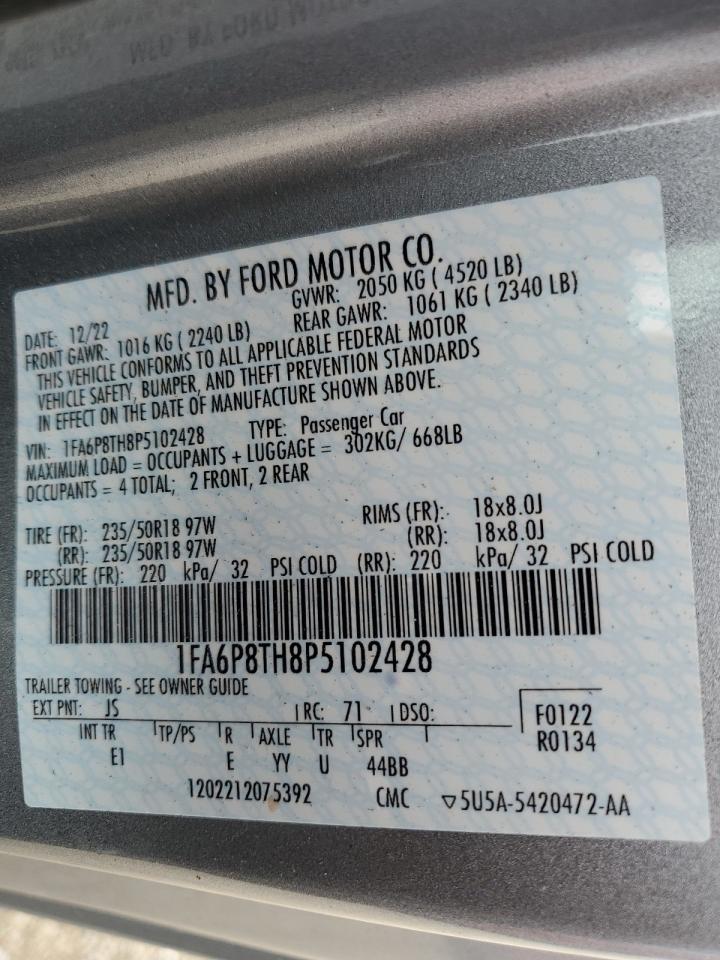 MFD. BY FORD MOTOR CO.
DATE: 12/22 GVWR: 2050 KG ( 4520 LB)
FRONT GAWR: 1016 KG ( 2240 LB) REAR GAWR: 1061 KG ( 2340 LB)
THIS VEHICLE CONFORMS TO ALL APPLICABLE FEDERAL MOTOR
VEHICLE SAFETY, BUMPER, AND THEFT PREVENTION STANDARDS
IN EFFECT ON THE DATE OF MANUFACTURE SHOWN ABOVE.
VIN: 1FA6P8TH8P5102428 TYPE: Passenger Car
MAXIMUM LOAD = OCCUPANTS + LUGGAGE = 302KG/ 668LB
OCCUPANTS = 4 TOTAL; 2 FRONT, 2 REAR
TIRE (FR): 235/50R18 97W RIMS (FR): 18x8.0J
(RR): 235/50R18 97W (RR): 18x8.0J
PRESSURE (FR): 220 kPa/ 32 PSI COLD (RR): 220 kPa/ 32 PSI COLD
1FA6P8TH8P5102428
TRAILER TOWING - SEE OWNER GUIDE
EXT PNT: JS RC: 71 DSO: F0122
INT TR TP/PS R AXLE TR SPR R0134
E1 E YY U 44BB
1202212075392 CMC ▽5U5A-5420472-AA